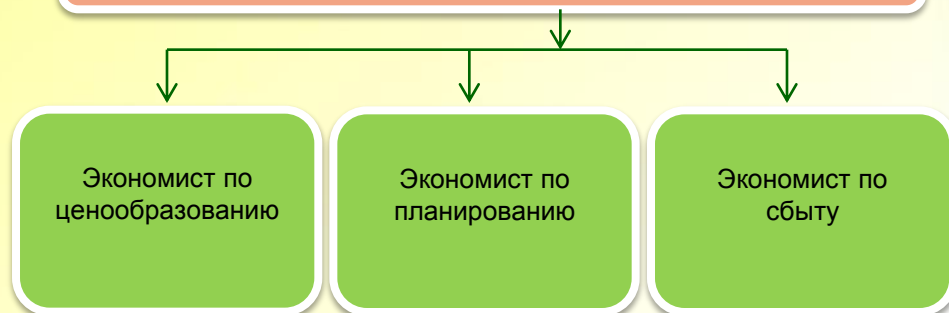 Экономист по
ценообразованию
Экономист по
планированию
Экономист по
сбыту